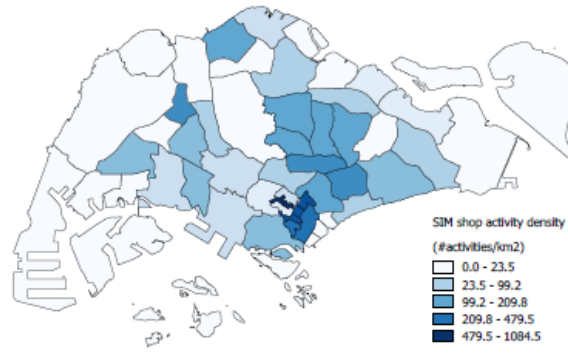 SIM shop activity density
(#activities/km2)
0.0 - 23.5
23.5 - 99.2
99.2 - 209.8
209.8 - 479.5
479.5 - 1084.5